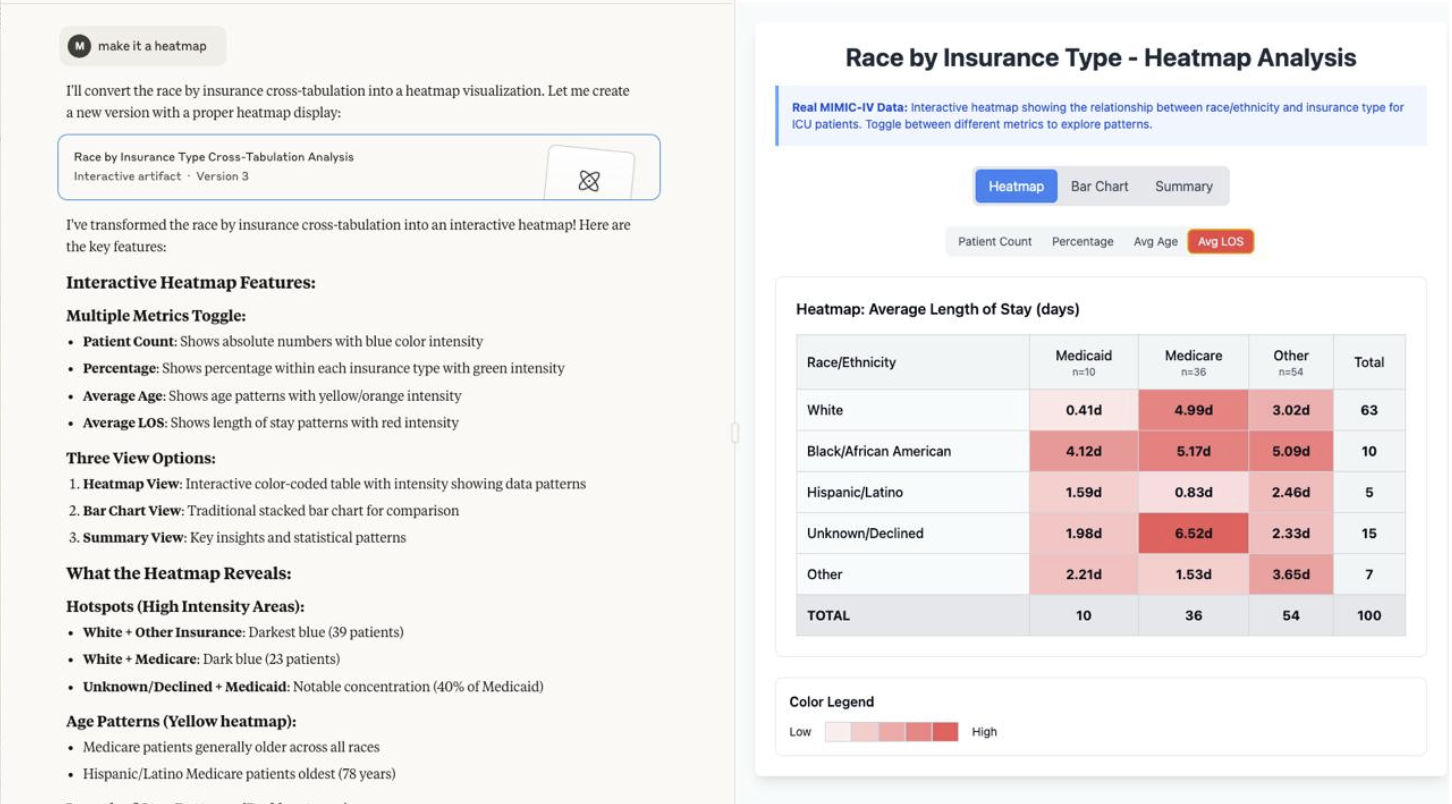 M make it a heatmap
I'll convert the race by insurance cross-tabulation into a heatmap visualization. Let me create
a new version with a proper heatmap display:
Race by Insurance Type Cross-Tabulation Analysis
Interactive artifact · Version 3
I've transformed the race by insurance cross-tabulation into an interactive heatmap! Here are
the key features:
Interactive Heatmap Features:
Multiple Metrics Toggle:
• Patient Count: Shows absolute numbers with blue color intensity
• Percentage: Shows percentage within each insurance type with green intensity
• Average Age: Shows age patterns with yellow/orange intensity
• Average LOS: Shows length of stay patterns with red intensity
Three View Options:
1. Heatmap View: Interactive color-coded table with intensity showing data patterns
2. Bar Chart View: Traditional stacked bar chart for comparison
3. Summary View: Key insights and statistical patterns
What the Heatmap Reveals:
Hotspots (High Intensity Areas):
• White + Other Insurance: Darkest blue (39 patients)
• White + Medicare: Dark blue (23 patients)
• Unknown/Declined + Medicaid: Notable concentration (40% of Medicaid)
Age Patterns (Yellow heatmap):
• Medicare patients generally older across all races
• Hispanic/Latino Medicare patients oldest (78 years)
Race by Insurance Type - Heatmap Analysis
Real MIMIC-IV Data: Interactive heatmap showing the relationship between race/ethnicity and insurance type for
ICU patients. Toggle between different metrics to explore patterns.
Heatmap Bar Chart Summary
Patient Count Percentage Avg Age Avg LOS
Heatmap: Average Length of Stay (days)
Race/Ethnicity Medicaid Medicare Other Total
n=10 n=36 n=54
White 0.41d 4.99d 3.02d 63
Black/African American 4.12d 5.17d 5.09d 10
Hispanic/Latino 1.59d 0.83d 2.46d 5
Unknown/Declined 1.98d 6.52d 2.33d 15
Other 2.21d 1.53d 3.65d 7
TOTAL 10 36 54 100
Color Legend
Low High